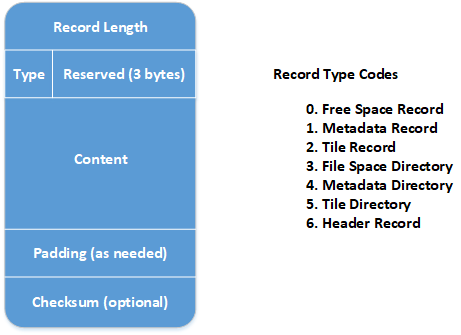 Record Length
Type
Reserved (3 bytes)
Content
Padding (as needed)
Checksum (optional)
Record Type Codes
0. Free Space Record
1. Metadata Record
2. Tile Record
3. File Space Directory
4. Metadata Directory
5. Tile Directory
6. Header Record